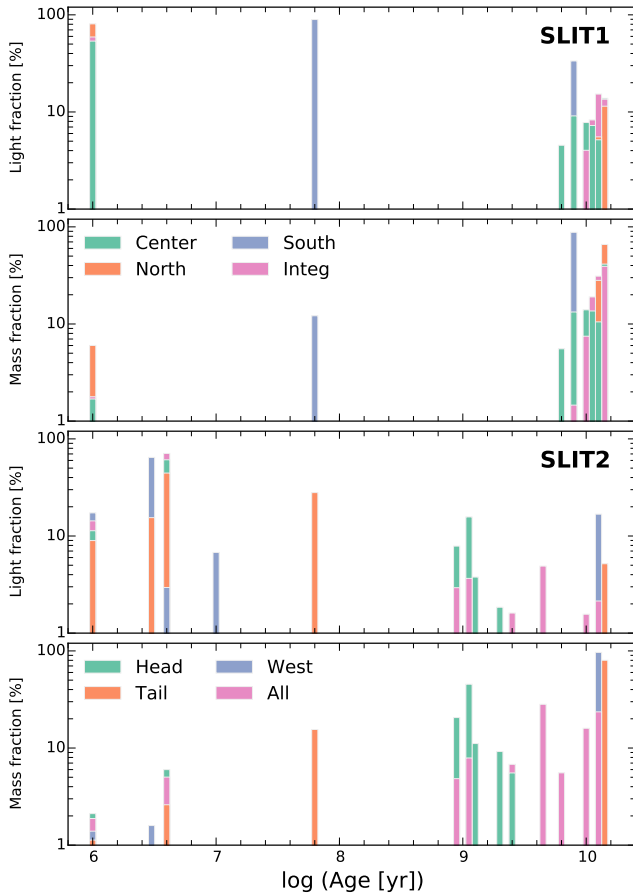 SLIT1
Light fraction [%]
100
10
1
Center
South
North
Integ
Mass fraction [%]
100
10
1
SLIT2
Light fraction [%]
100
10
1
Head
West
Tail
All
Mass fraction [%]
100
10
1
6 7 8 9 10
log (Age [yr])